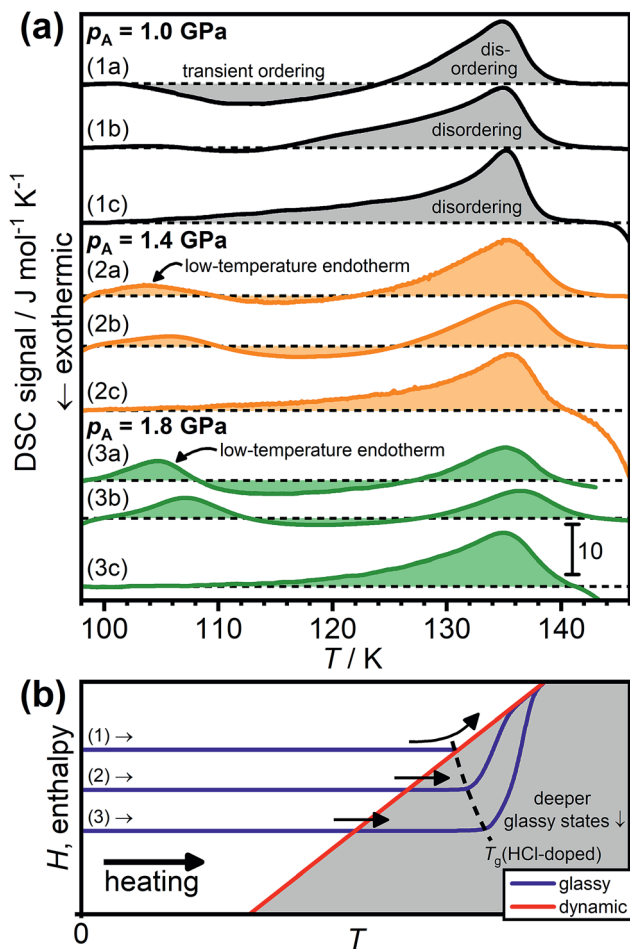 (a)
p_A = 1.0 GPa
(1a)
transient ordering
dis-
ordering
(1b)
disordering
(1c)
disordering
p_A = 1.4 GPa
(2a)
low-temperature endotherm
(2b)
(2c)
p_A = 1.8 GPa
(3a)
low-temperature endotherm
(3b)
10
(3c)
DSC signal / J mol⁻¹ K⁻¹
← exothermic
100 110 120 130 140
T / K
(b)
(1) →
(2) →
(3) →
deeper
glassy states ↓
T_g(HCl-doped)
heating
glassy
dynamic
H, enthalpy
0
T